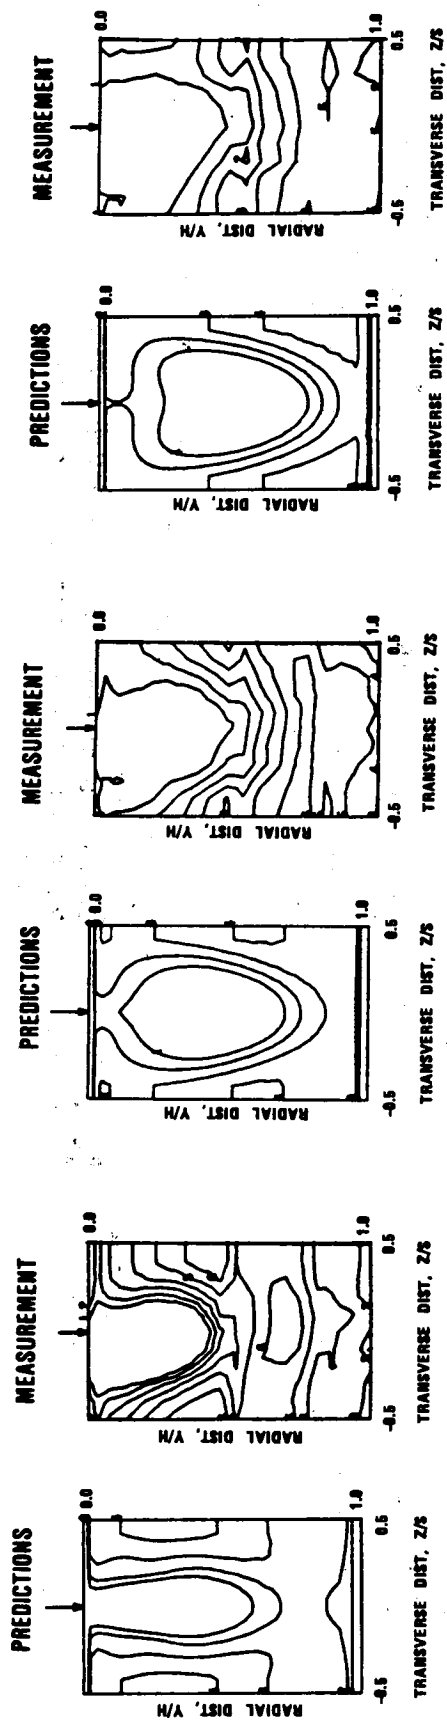 PREDICTIONS
0.0
RADIAL DIST, Y/H
1.0
-0.5
0.5
TRANSVERSE DIST, Z/S
MEASUREMENT
0.0
RADIAL DIST, Y/H
1.0
-0.5
0.5
TRANSVERSE DIST, Z/S
PREDICTIONS
0.0
RADIAL DIST, Y/H
1.0
-0.5
0.5
TRANSVERSE DIST, Z/S
MEASUREMENT
0.0
RADIAL DIST, Y/H
1.0
-0.5
0.5
TRANSVERSE DIST, Z/S
PREDICTIONS
0.0
RADIAL DIST, Y/H
1.0
-0.5
0.5
TRANSVERSE DIST, Z/S
MEASUREMENT
0.0
RADIAL DIST, Y/H
1.0
-0.5
0.5
TRANSVERSE DIST, Z/S